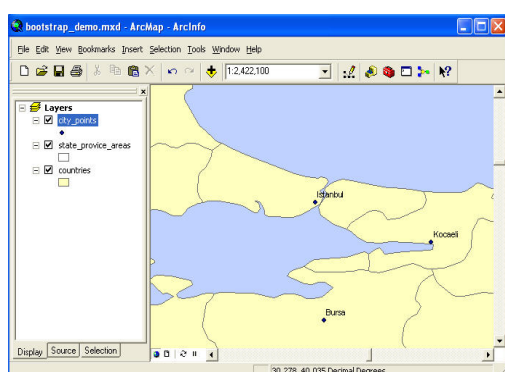 bootstrap_demo.mxd - ArcMap - ArcInfo
File Edit View Bookmarks Insert Selection Tools Window Help
1:2,422,100
Layers
city_points
state_provice_areas
countries
Istanbul
Kocaeli
Bursa
Display Source Selection
30.278 40.035 Decimal Degrees